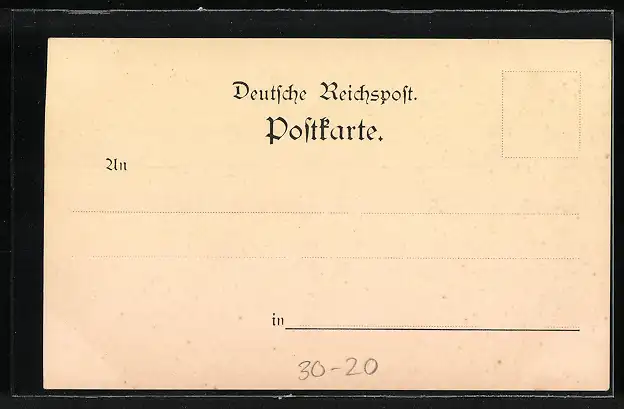 Deutſche Reichspoſt.
Poſtkarte.
An
in
30-20